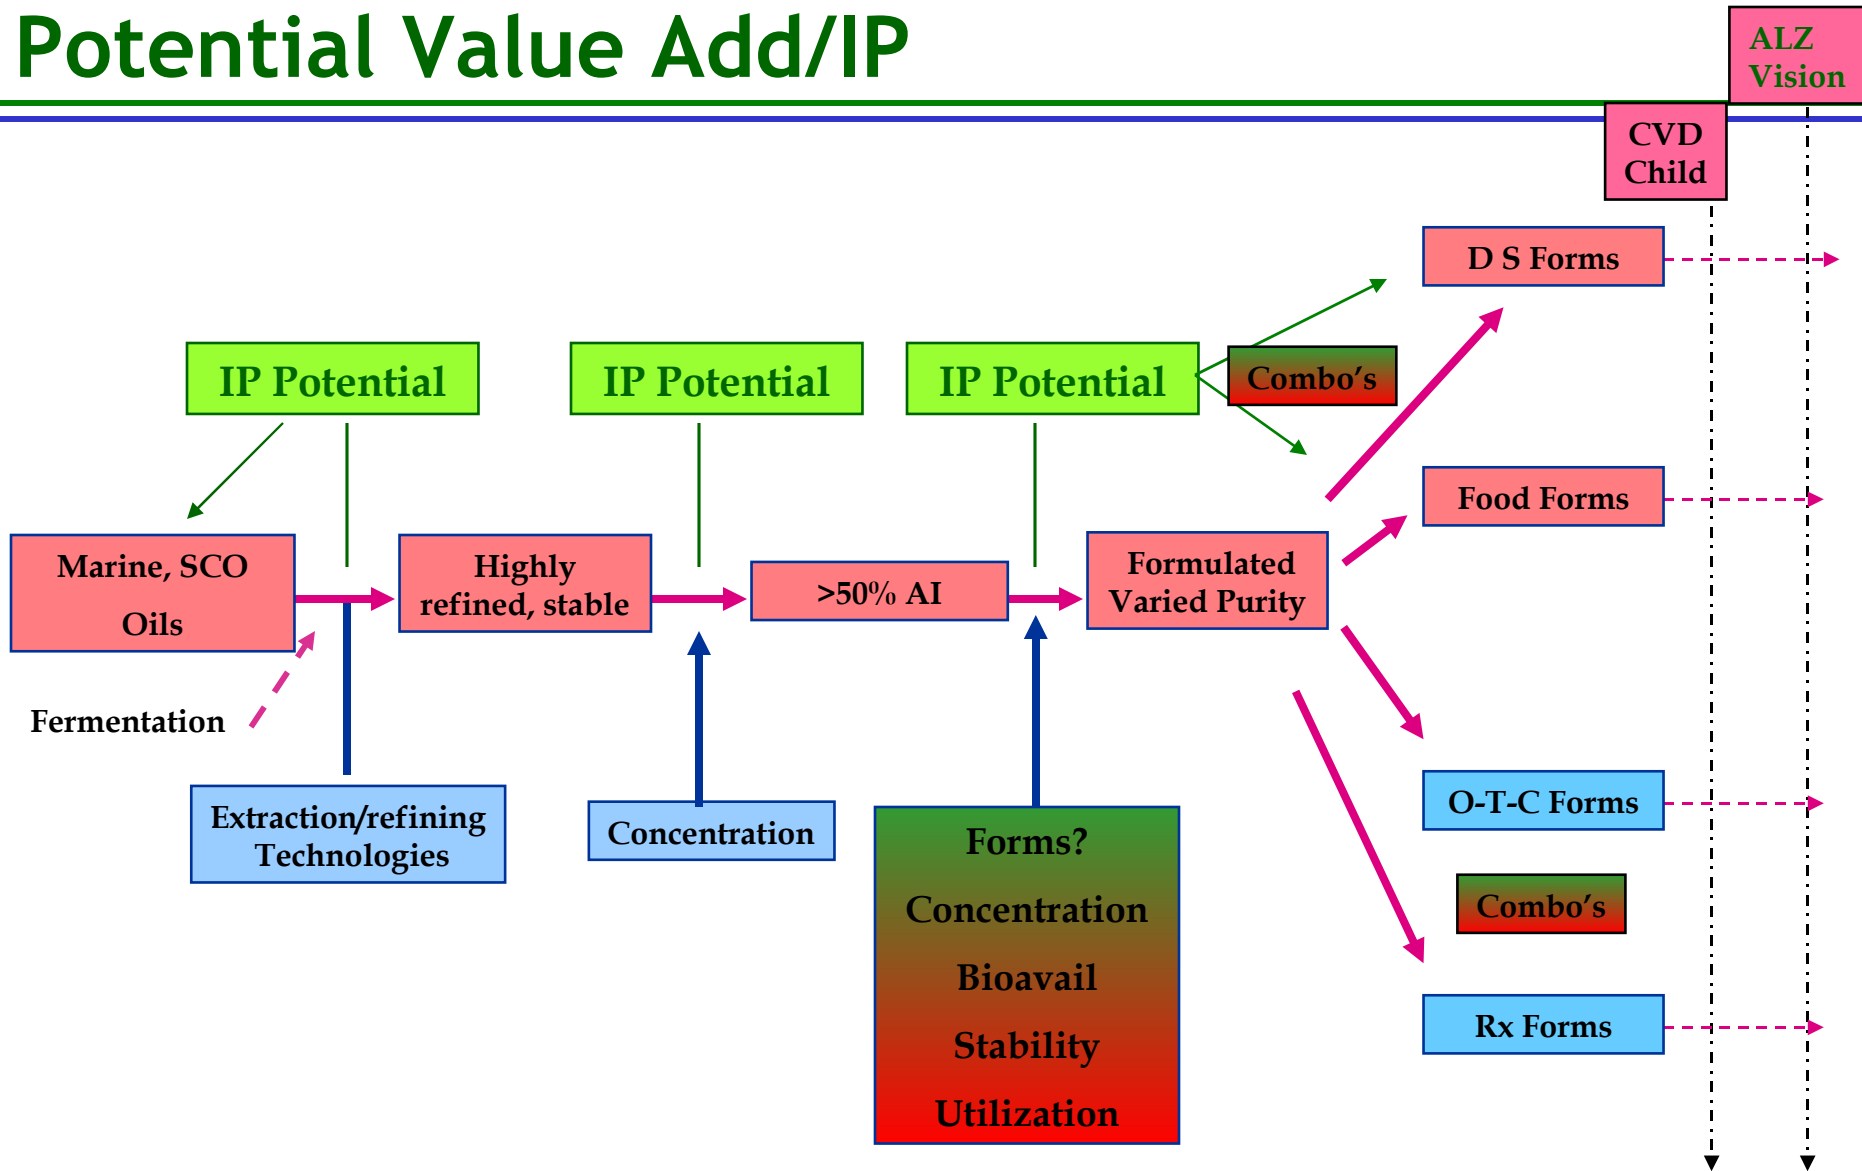 Potential Value Add/IP
ALZ
Vision
CVD
Child
D S Forms
IP Potential
IP Potential
IP Potential
Combo’s
Food Forms
Marine, SCO
Oils
Highly
refined, stable
>50% AI
Formulated
Varied Purity
Fermentation
Extraction/refining
Technologies
Concentration
Forms?
Concentration
Bioavail
Stability
Utilization
O-T-C Forms
Combo’s
Rx Forms